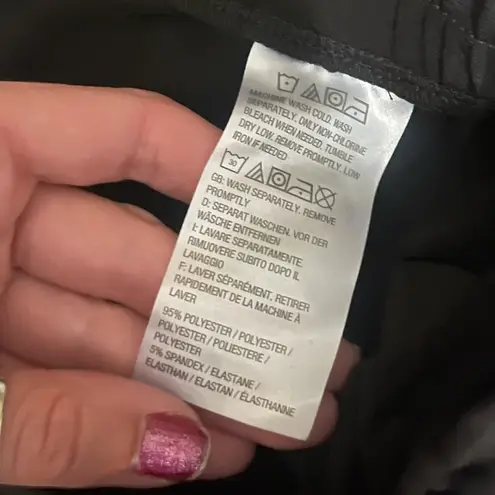 MACHINE WASH COLD. WASH
SEPARATELY. ONLY NON-CHLORINE
BLEACH WHEN NEEDED. TUMBLE
DRY LOW. REMOVE PROMPTLY. LOW
IRON IF NEEDED
30
GB: WASH SEPARATELY. REMOVE
PROMPTLY
D: SEPARAT WASCHEN. VOR DER
WÄSCHE ENTFERNEN
I: LAVARE SEPARATAMENTE
RIMUOVERE SUBITO DOPO IL
LAVAGGIO
F: LAVER SÉPARÉMENT. RETIRER
RAPIDEMENT DE LA MACHINE À
LAVER
95% POLYESTER / POLYESTER /
POLYESTER / POLIESTERE /
POLYESTER
5% SPANDEX / ELASTANE /
ELASTHAN / ELASTAN / ÉLASTHANNE